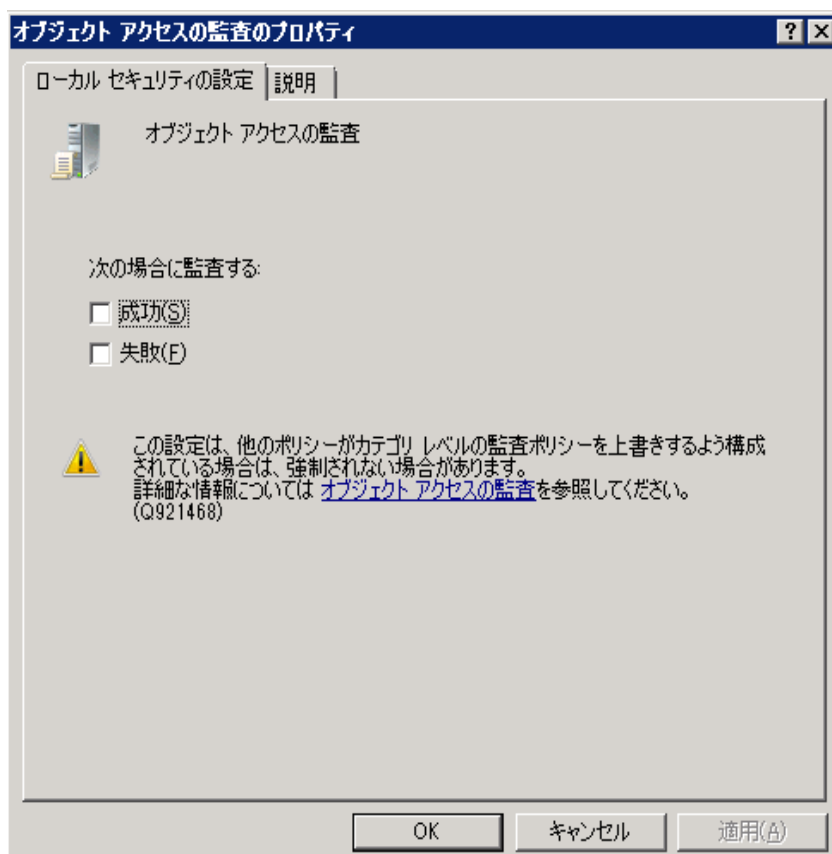 オブジェクト アクセスの監査のプロパティ
ローカル セキュリティの設定
説明
オブジェクト アクセスの監査
次の場合に監査する:
成功(S)
失敗(F)
この設定は、他のポリシーがカテゴリ レベルの監査ポリシーを上書きするよう構成
されている場合は、強制されない場合があります。
詳細な情報については オブジェクト アクセスの監査を参照してください。
(Q921468)
OK
キャンセル
適用(A)